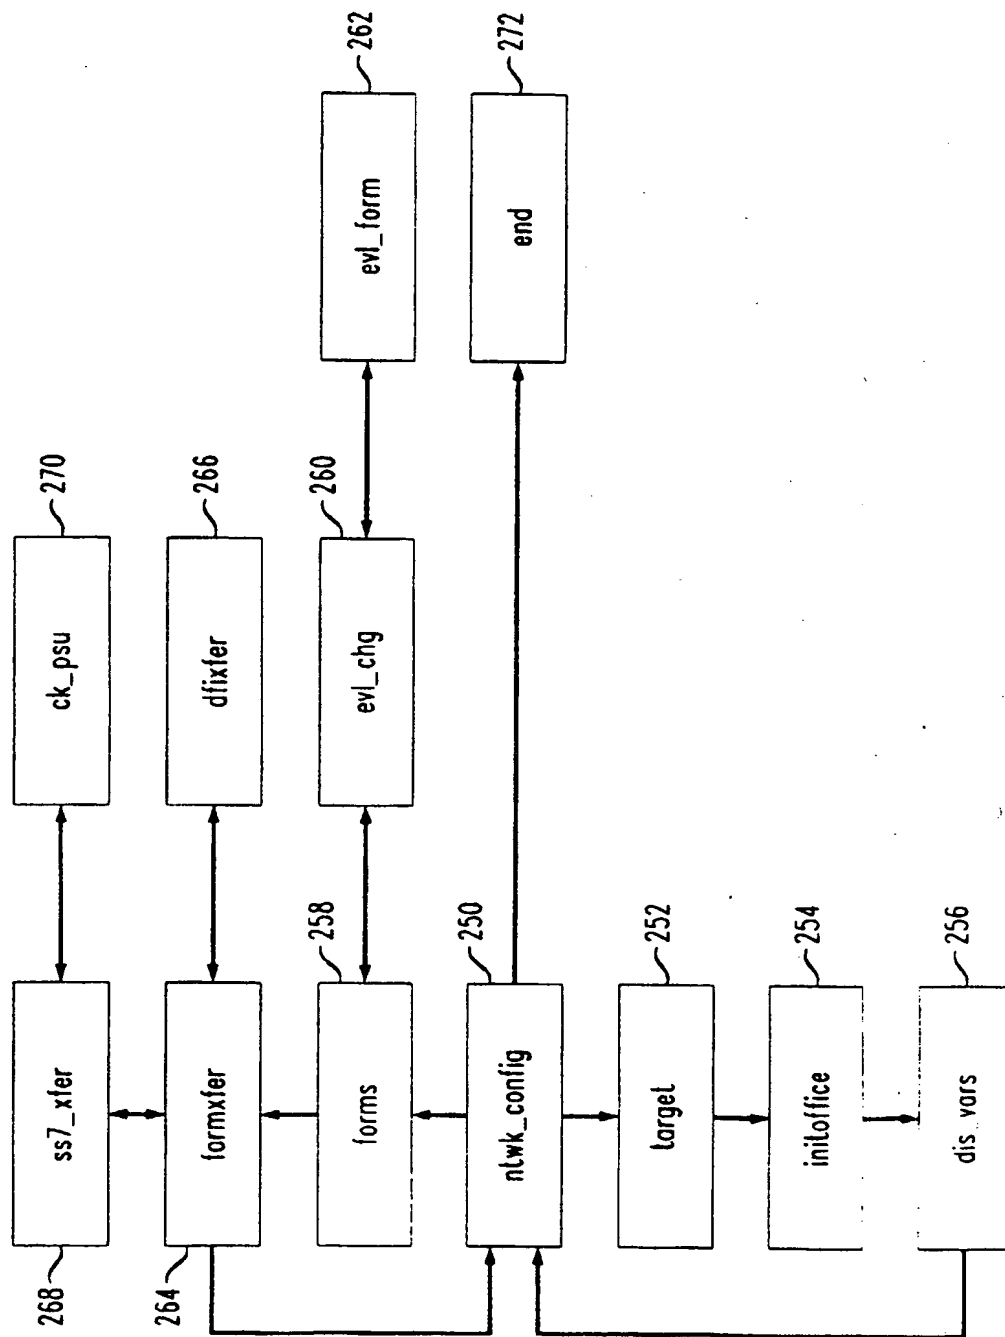 264
268
dis_vars
256
initoffice
254
target
252
ntwk_config
250
forms
258
formxfer
ss7_xfer
evl_chg
260
dfixfer
266
ck_psu
270
end
272
evl_form
262